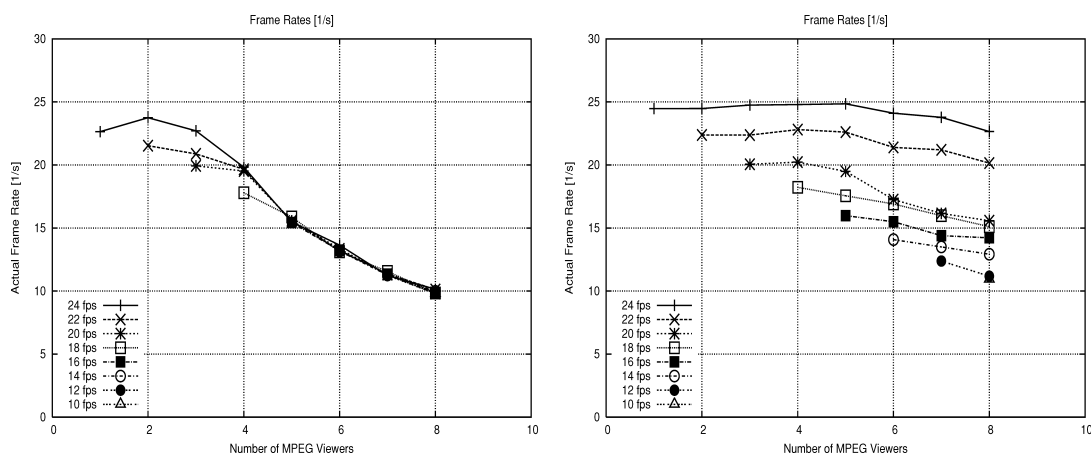 Frame Rates [1/s]
30
25
20
15
10
5
0
Actual Frame Rate [1/s]
24 fps
22 fps
20 fps
18 fps
16 fps
14 fps
12 fps
10 fps
0 2 4 6 8 10
Number of MPEG Viewers
Frame Rates [1/s]
30
25
20
15
10
5
0
Actual Frame Rate [1/s]
24 fps
22 fps
20 fps
18 fps
16 fps
14 fps
12 fps
10 fps
0 2 4 6 8 10
Number of MPEG Viewers